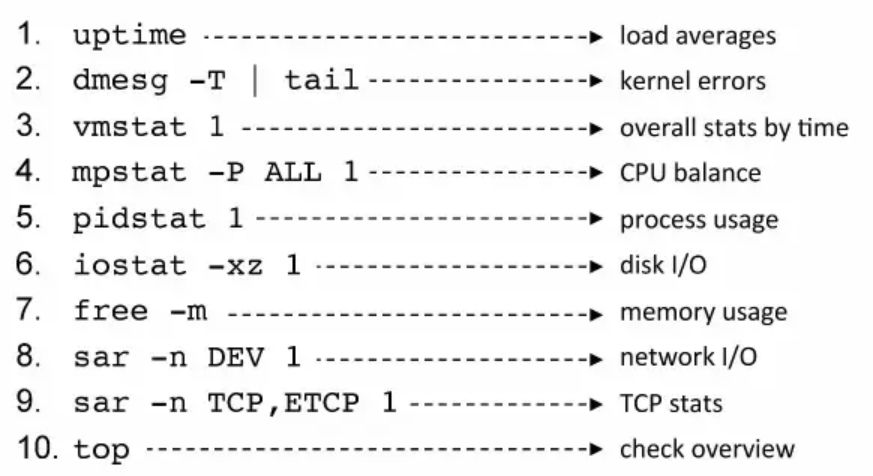 1. uptime load averages
2. dmesg -T | tail kernel errors
3. vmstat 1 overall stats by time
4. mpstat -P ALL 1 CPU balance
5. pidstat 1 process usage
6. iostat -xz 1 disk I/O
7. free -m memory usage
8. sar -n DEV 1 network I/O
9. sar -n TCP,ETCP 1 TCP stats
10. top check overview